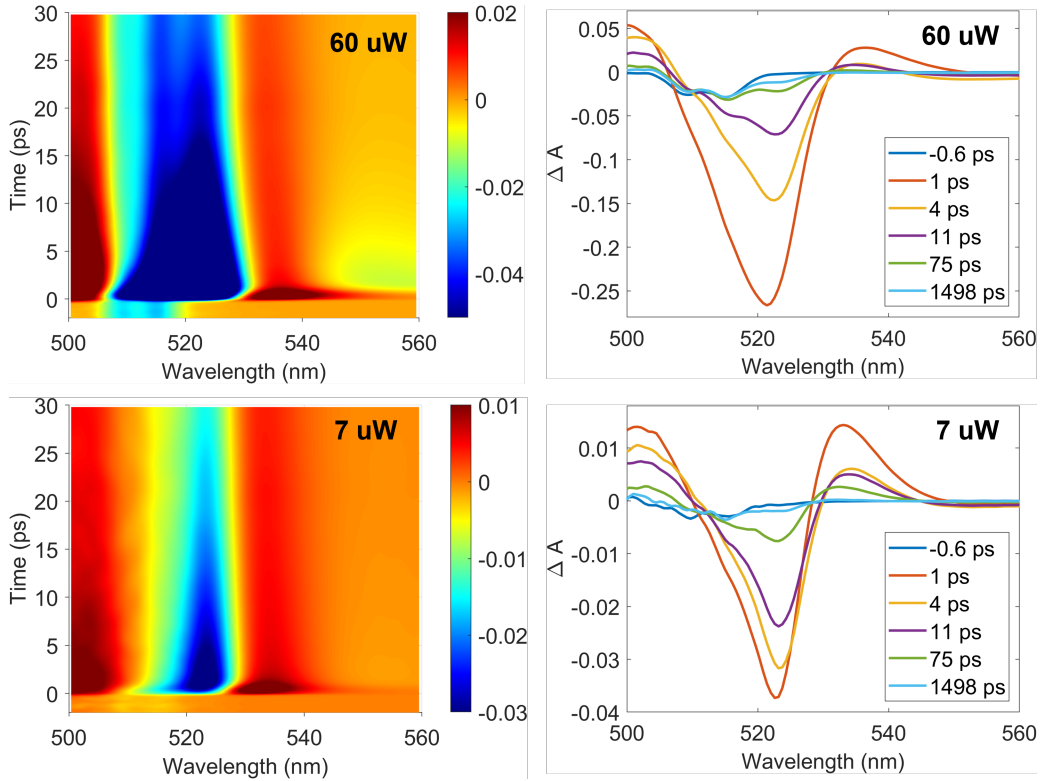 60 uW
30
25
20
15
10
5
0
Time (ps)
500
520
540
560
Wavelength (nm)
0.02
0
-0.02
-0.04
60 uW
0.05
0
-0.05
-0.1
-0.15
-0.2
-0.25
Δ A
-0.6 ps
1 ps
4 ps
11 ps
75 ps
1498 ps
500
520
540
560
Wavelength (nm)
7 uW
30
25
20
15
10
5
0
Time (ps)
500
520
540
560
Wavelength (nm)
0.01
0
-0.01
-0.02
-0.03
7 uW
0.01
0
-0.01
-0.02
-0.03
-0.04
Δ A
-0.6 ps
1 ps
4 ps
11 ps
75 ps
1498 ps
500
520
540
560
Wavelength (nm)